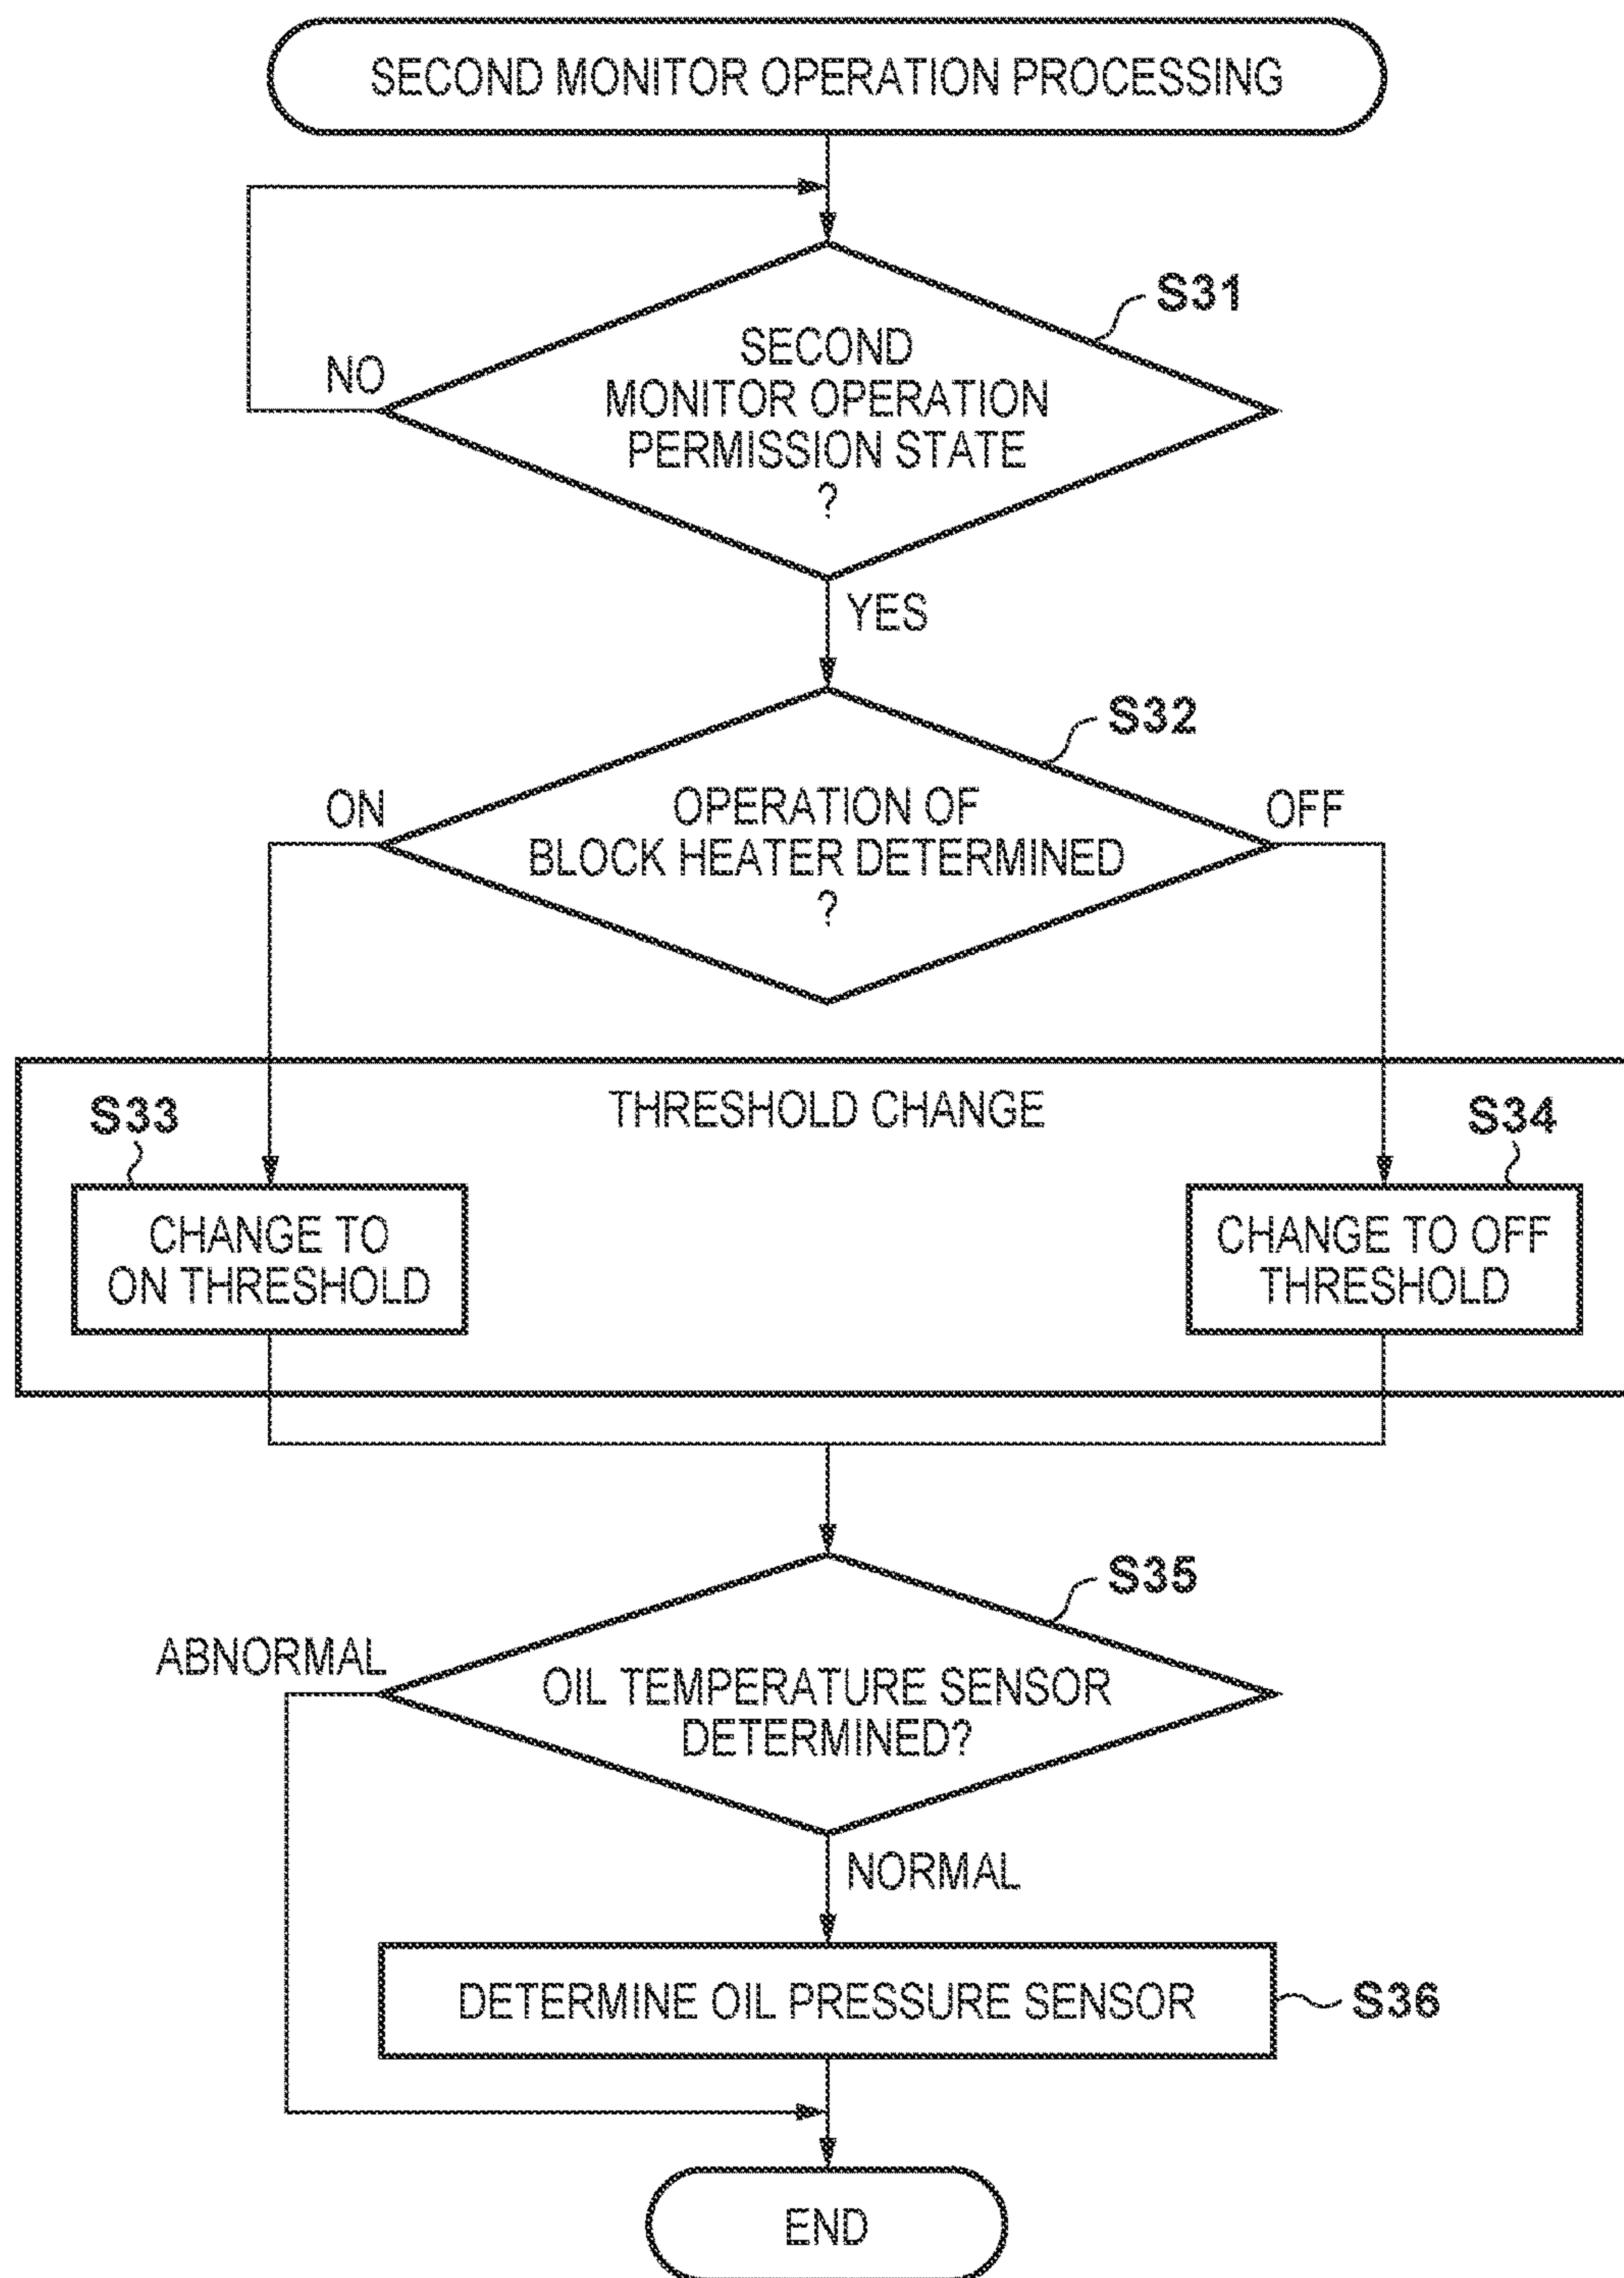 SECOND MONITOR OPERATION PROCESSING
S31
NO
SECOND
MONITOR OPERATION
PERMISSION STATE
?
YES
S32
ON
OPERATION OF
BLOCK HEATER DETERMINED
?
OFF
THRESHOLD CHANGE
S33
S34
CHANGE TO
ON THRESHOLD
CHANGE TO OFF
THRESHOLD
S35
ABNORMAL
OIL TEMPERATURE SENSOR
DETERMINED?
NORMAL
DETERMINE OIL PRESSURE SENSOR
S36
END